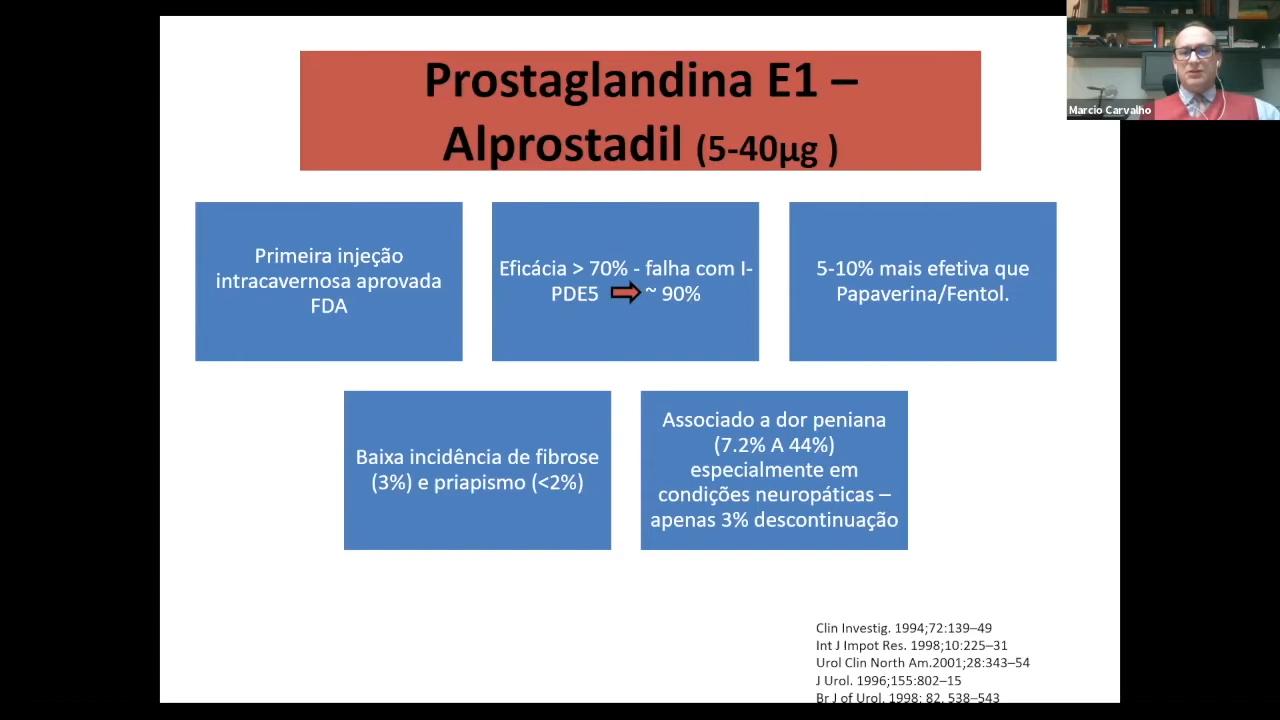 Prostaglandina E1 –
Alprostadil (5-40µg )
Marcio Carvalho
Primeira injeção
intracavernosa aprovada
FDA
Eficácia > 70% - falha com I-
PDE5 ~ 90%
5-10% mais efetiva que
Papaverina/Fentol.
Baixa incidência de fibrose
(3%) e priapismo (<2%)
Associado a dor peniana
(7.2% A 44%)
especialmente em
condições neuropáticas –
apenas 3% descontinuação
Clin Investig. 1994;72:139–49
Int J Impot Res. 1998;10:225–31
Urol Clin North Am.2001;28:343–54
J Urol. 1996;155:802–15
Br J of Urol. 1998; 82, 538–543